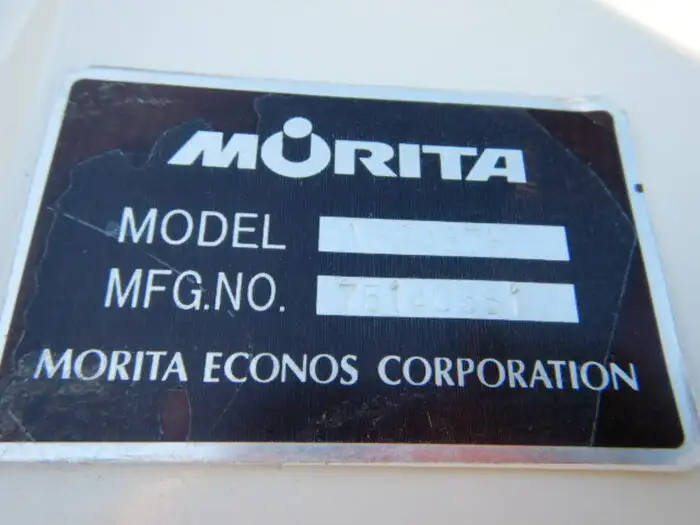 MORITA
MODEL
MFG.NO.
MORITA ECONOS CORPORATION